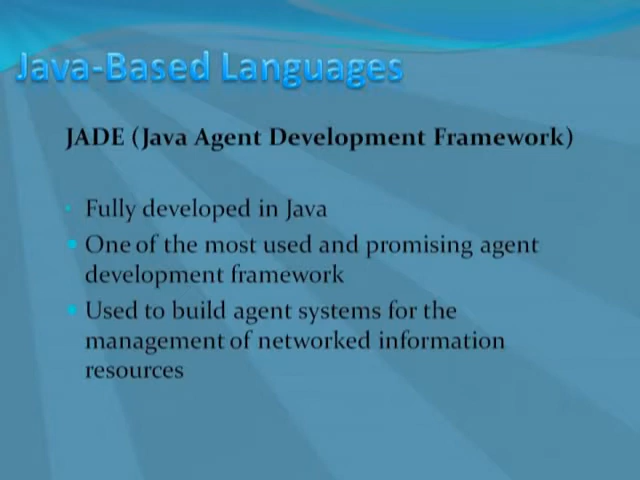 Java-Based Languages
JADE (Java Agent Development Framework)
• Fully developed in Java
• One of the most used and promising agent
development framework
• Used to build agent systems for the
management of networked information
resources